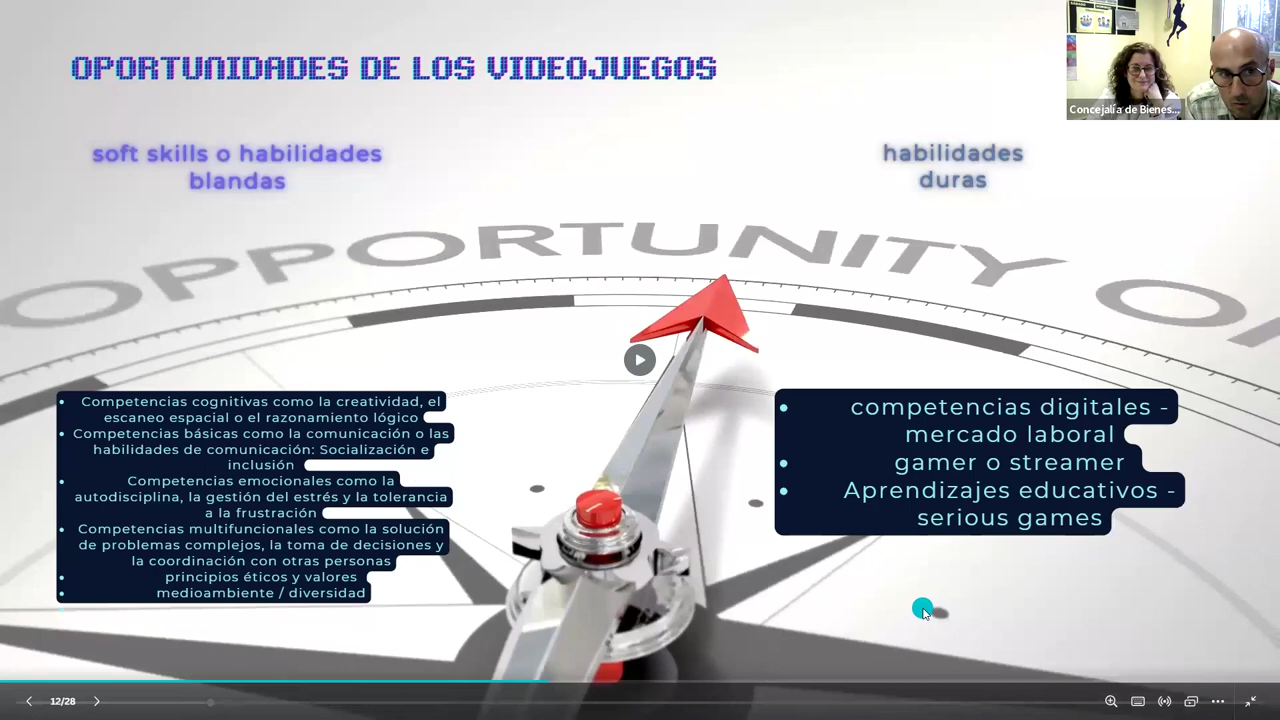 OPORTUNIDADES DE LOS VIDEOJUEGOS
Concejalía de Bienes...
soft skills o habilidades
blandas
habilidades
duras
OPPORTUNITY
• Competencias cognitivas como la creatividad, el
escaneo espacial o el razonamiento lógico
• Competencias básicas como la comunicación o las
habilidades de comunicación: Socialización e
inclusión
• Competencias emocionales como la
autodisciplina, la gestión del estrés y la tolerancia
a la frustración
• Competencias multifuncionales como la solución
de problemas complejos, la toma de decisiones y
la coordinación con otras personas
• principios éticos y valores
• medioambiente / diversidad
• competencias digitales -
mercado laboral
• gamer o streamer
• Aprendizajes educativos -
serious games
12/28